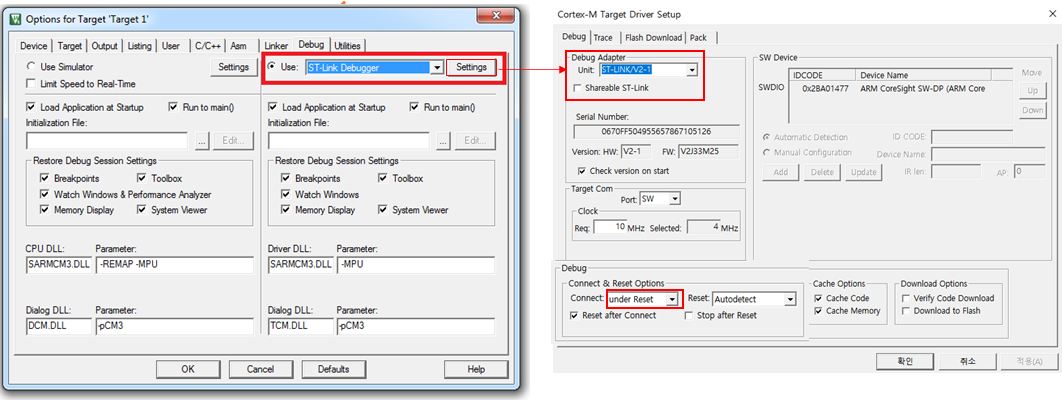 Options for Target 'Target 1'
Device Target Output Listing User C/C++ Asm Linker Debug Utilities
Use Simulator Settings
Limit Speed to Real-Time
Use: ST-Link Debugger Settings
Load Application at Startup Run to main()
Initialization File:
... Edit...
Restore Debug Session Settings
Breakpoints Toolbox
Watch Windows & Performance Analyzer
Memory Display System Viewer
CPU DLL: Parameter:
SARMCM3.DLL -REMAP -MPU
Dialog DLL: Parameter:
DCM.DLL -pCM3
Load Application at Startup Run to main()
Initialization File:
... Edit...
Restore Debug Session Settings
Breakpoints Toolbox
Watch Windows
Memory Display System Viewer
Driver DLL: Parameter:
SARMCM3.DLL -MPU
Dialog DLL: Parameter:
TCM.DLL -pCM3
OK Cancel Defaults Help
Cortex-M Target Driver Setup
Debug Trace Flash Download Pack
Debug Adapter
Unit: ST-LINK/V2-1
Shareable ST-Link
Serial Number:
0670FF504955657867105126
Version: HW: V2-1 FW: V2J33M25
Check version on start
Target Com
Port: SW
Clock
Req: 10 MHz Selected: 4 MHz
SW Device
IDCODE Device Name Move
SWDIO 0x2BA01477 ARM CoreSight SW-DP (ARM Core Up
Down
Automatic Detection ID CODE:
Manual Configuration Device Name:
Add Delete Update IR len: AP: 0
Debug
Connect & Reset Options
Connect: under Reset Reset: Autodetect
Reset after Connect Stop after Reset
Cache Options
Cache Code
Cache Memory
Download Options
Verify Code Download
Download to Flash
확인 취소 적용(A)